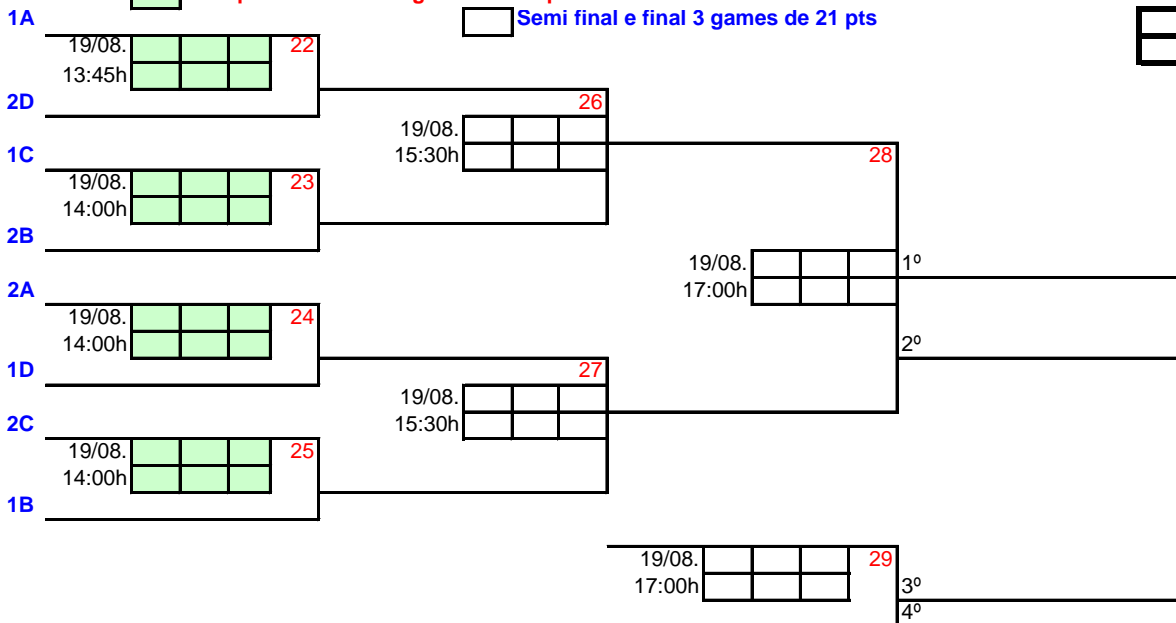 1A
Semi final e final 3 games de 21 pts
19/08. 22
13:45h
2D
26
19/08.
15:30h
1C
28
19/08. 23
14:00h
2B
19/08. 1º
17:00h
2A
19/08. 24
14:00h
2º
1D
27
19/08.
15:30h
2C
19/08. 25
14:00h
1B
19/08. 29
17:00h
3º
4º